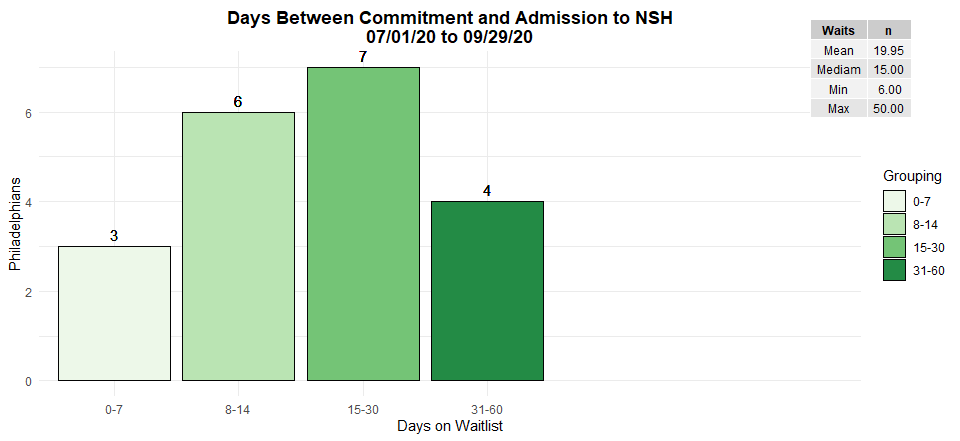 Days Between Commitment and Admission to NSH
07/01/20 to 09/29/20
Waits n
Mean 19.95
Mediam 15.00
Min 6.00
Max 50.00
7
6
4
3
6
4
2
0
Philadelphians
0-7 8-14 15-30 31-60
Days on Waitlist
Grouping
0-7
8-14
15-30
31-60